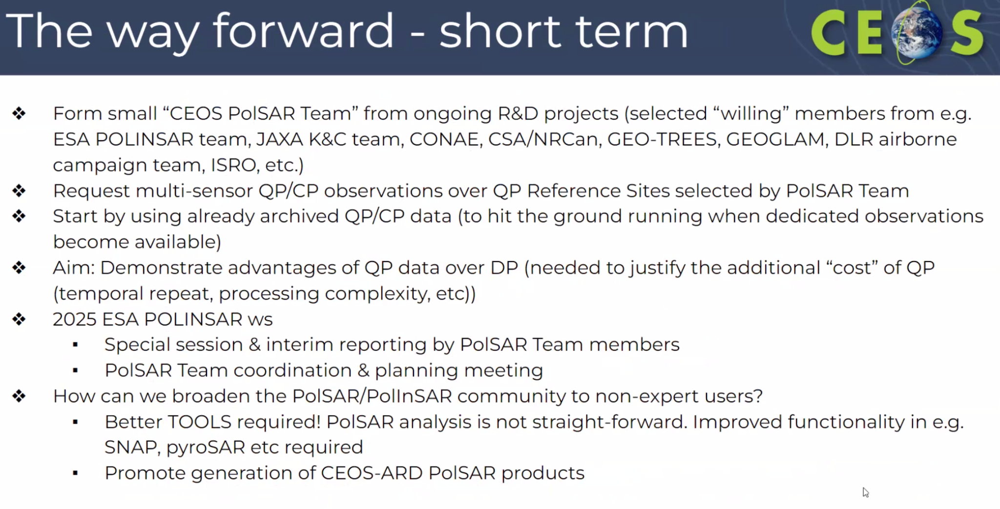 The way forward - short term
CEOS
❖ Form small “CEOS PolSAR Team” from ongoing R&D projects (selected “willing” members from e.g.
ESA POLINSAR team, JAXA K&C team, CONAE, CSA/NRCan, GEO-TREES, GEOGLAM, DLR airborne
campaign team, ISRO, etc.)
❖ Request multi-sensor QP/CP observations over QP Reference Sites selected by PolSAR Team
❖ Start by using already archived QP/CP data (to hit the ground running when dedicated observations
become available)
❖ Aim: Demonstrate advantages of QP data over DP (needed to justify the additional “cost” of QP
(temporal repeat, processing complexity, etc))
❖ 2025 ESA POLINSAR ws
▪ Special session & interim reporting by PolSAR Team members
▪ PolSAR Team coordination & planning meeting
❖ How can we broaden the PolSAR/PolInSAR community to non-expert users?
▪ Better TOOLS required! PolSAR analysis is not straight-forward. Improved functionality in e.g.
SNAP, pyroSAR etc required
▪ Promote generation of CEOS-ARD PolSAR products